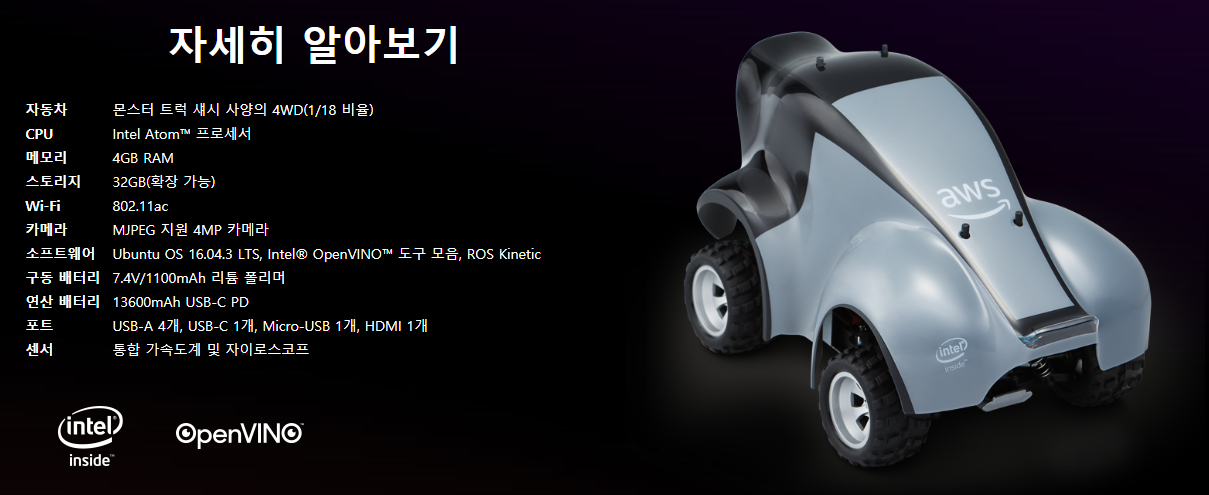 자세히 알아보기
자동차 몬스터 트럭 섀시 사양의 4WD(1/18 비율)
CPU Intel Atom™ 프로세서
메모리 4GB RAM
스토리지 32GB(확장 가능)
Wi-Fi 802.11ac
카메라 MJPEG 지원 4MP 카메라
소프트웨어 Ubuntu OS 16.04.3 LTS, Intel® OpenVINO™ 도구 모음, ROS Kinetic
구동 배터리 7.4V/1100mAh 리튬 폴리머
연산 배터리 13600mAh USB-C PD
포트 USB-A 4개, USB-C 1개, Micro-USB 1개, HDMI 1개
센서 통합 가속도계 및 자이로스코프
intel®
inside™
OpenVINO™
aws
intel
inside™